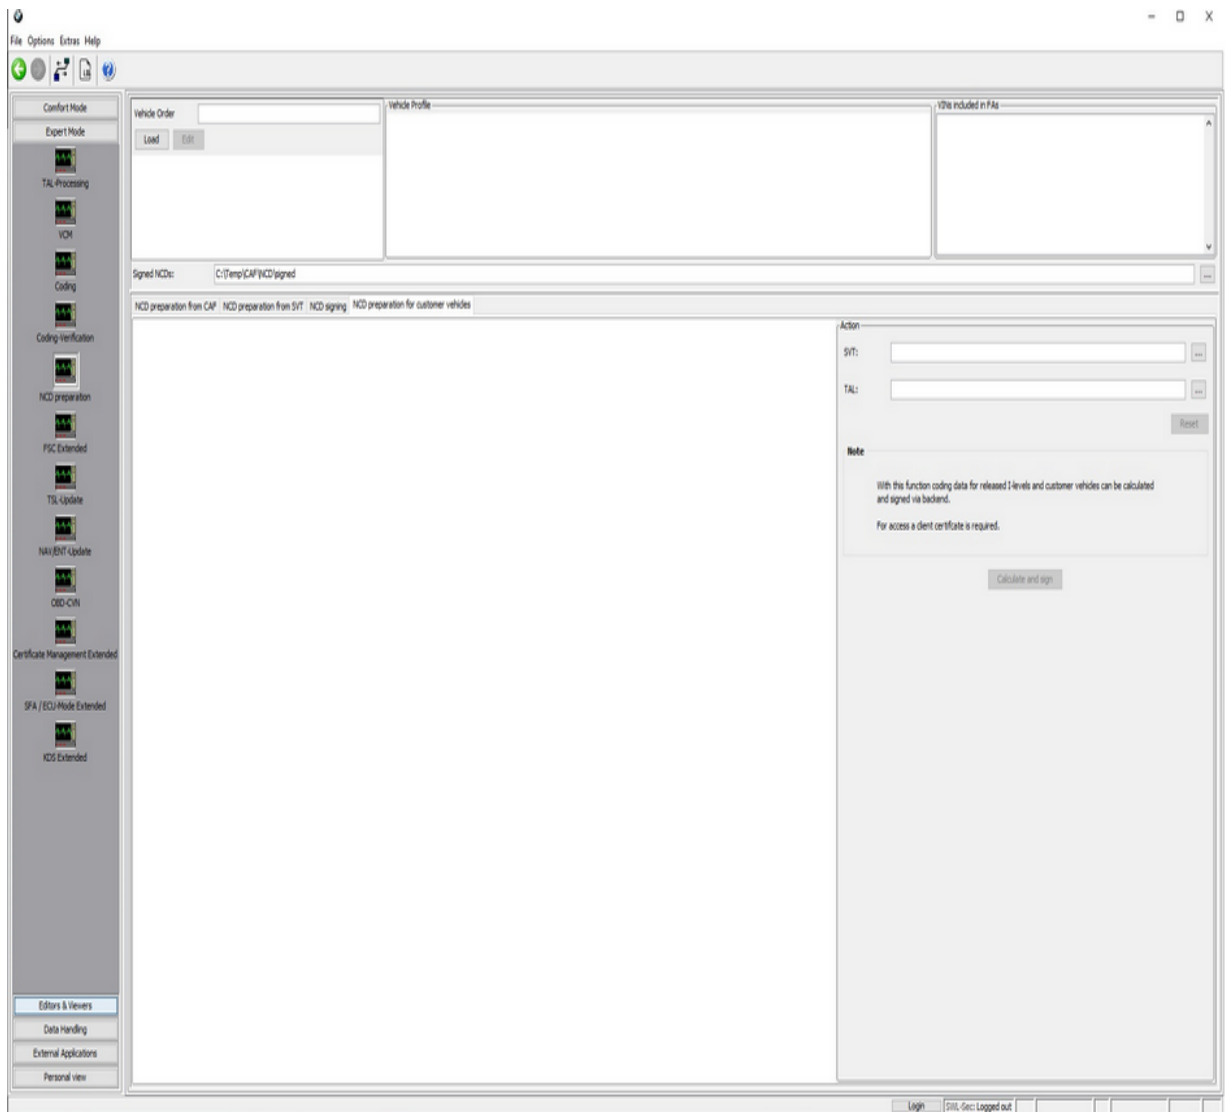 File Options Extras Help
Comfort Mode
Expert Mode
TAL-Processing
VCM
Coding
Coding-Verification
NCD preparation
FSC Extended
TSL-Update
NAV/ENT-Update
OBD-CVN
Certificate Management Extended
SFA / ECU-Mode Extended
KDS Extended
Editors & Viewers
Data Handling
External Applications
Personal view
Vehicle Order
Load Edit
Vehicle Profile
VINs included in FAs
Signed NCDs: C:\Temp\CAF\NCD\signed ...
NCD preparation from CAF NCD preparation from SVT NCD signing NCD preparation for customer vehicles
Action
SVT: ...
TAL: ...
Reset
Note
With this function coding data for released I-levels and customer vehicles can be calculated
and signed via backend.
For access a client certifcate is required.
Calculate and sign
Login SWL-Sec: Logged out